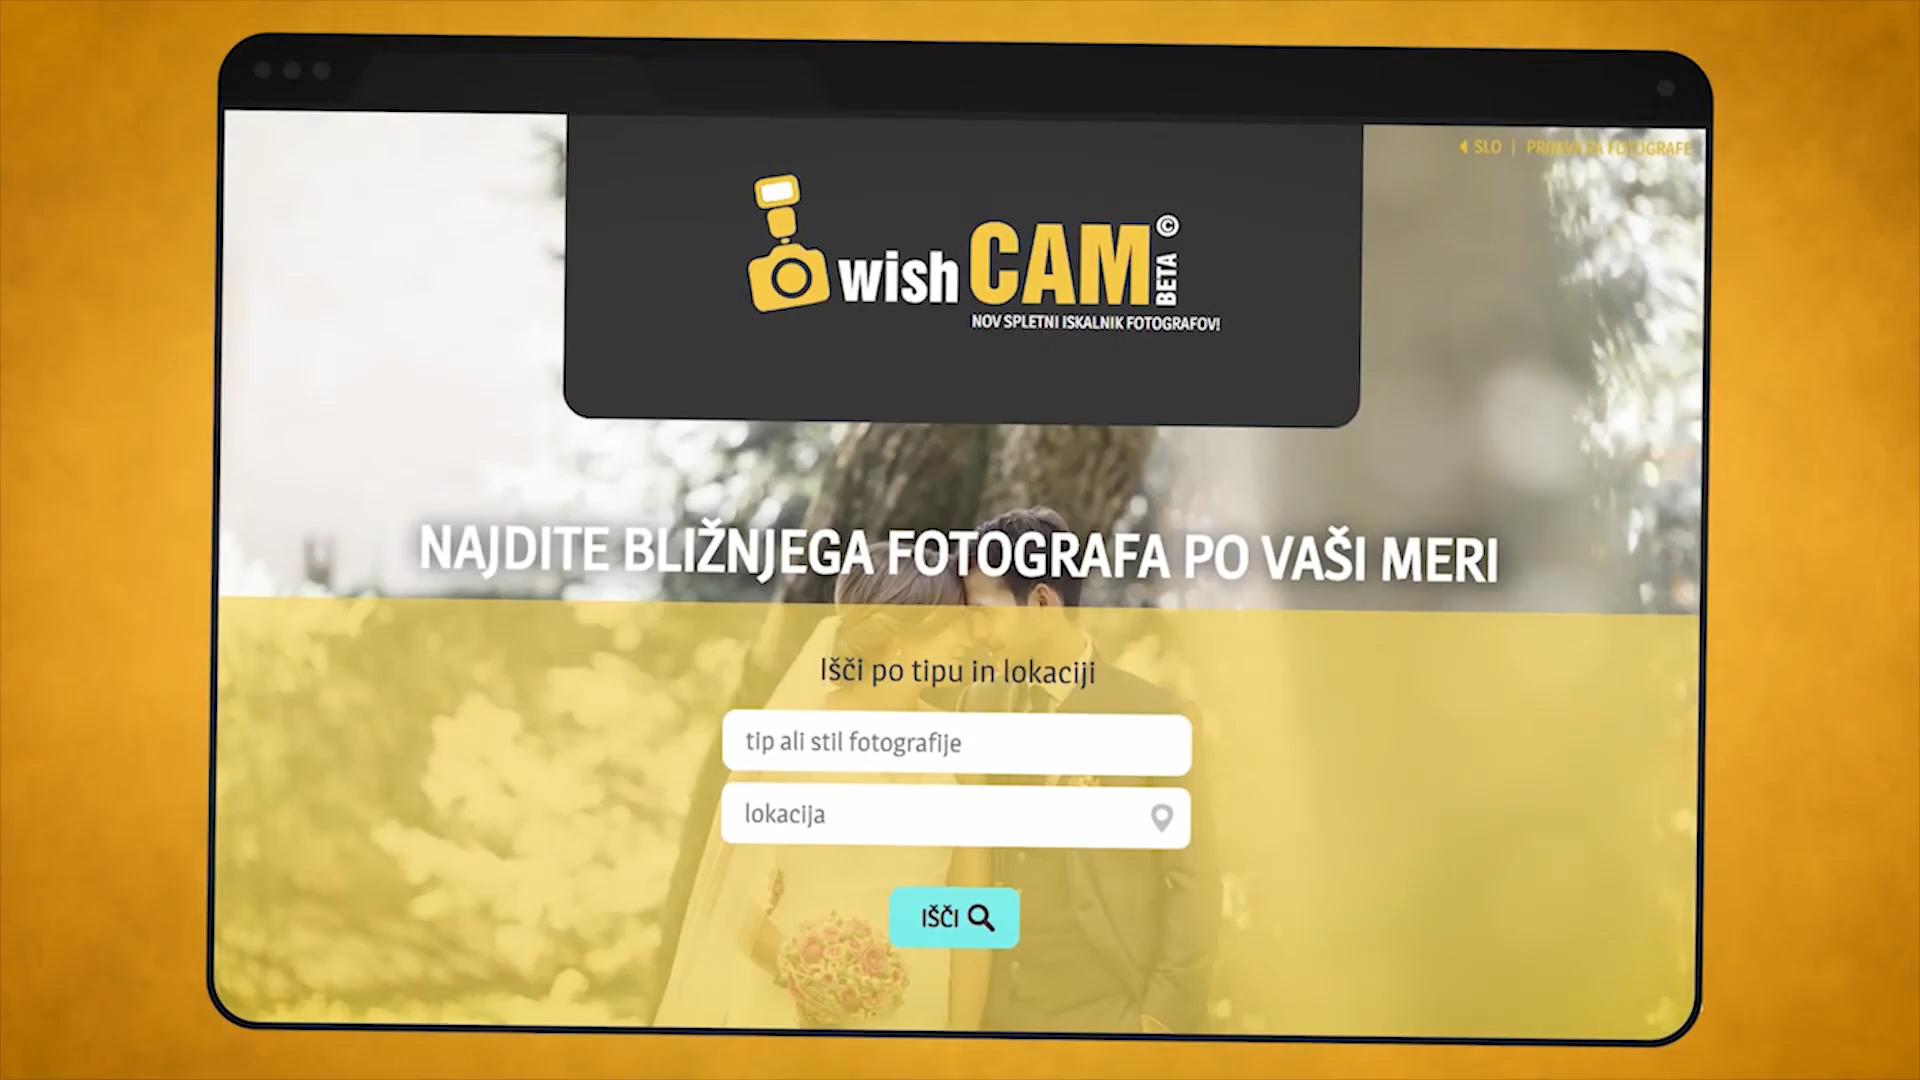 SLO | PRIJAVA ZA FOTOGRAFE
wish CAM BETA ©
NOV SPLETNI ISKALNIK FOTOGRAFOV!
NAJDITE BLIŽNJEGA FOTOGRAFA PO VAŠI MERI
Išči po tipu in lokaciji
tip ali stil fotografije
lokacija
IŠČI